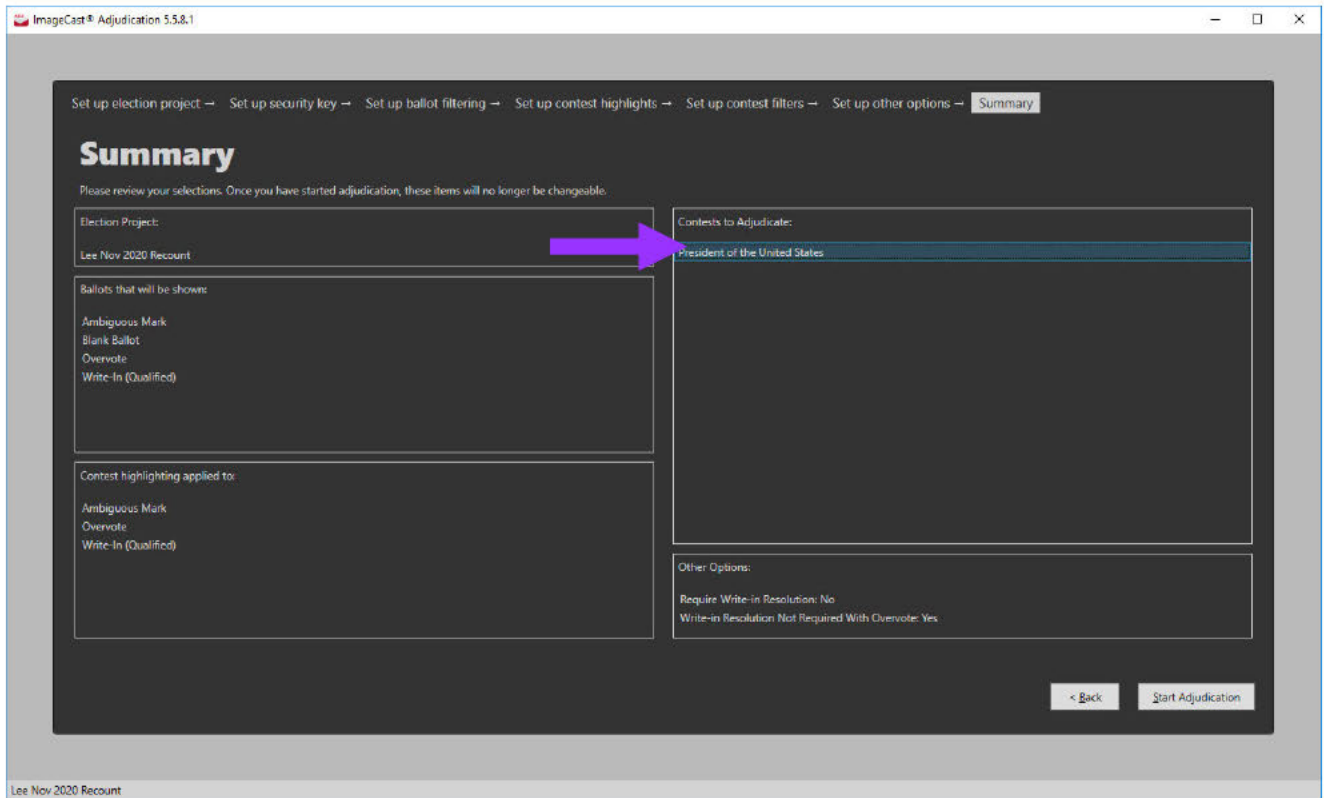 ImageCast® Adjudication 5.5.8.1
Set up election project → Set up security key → Set up ballot filtering → Set up contest highlights → Set up contest filters → Set up other options → Summary
Summary
Please review your selections. Once you have started adjudication, these items will no longer be changeable.
Election Project:
Lee Nov 2020 Recount
Ballots that will be shown:
Ambiguous Mark
Blank Ballot
Overvote
Write-In (Qualified)
Contest highlighting applied to:
Ambiguous Mark
Overvote
Write-In (Qualified)
Contests to Adjudicate:
President of the United States
Other Options:
Require Write-in Resolution: No
Write-in Resolution Not Required With Overvote: Yes
< Back
Start Adjudication
Lee Nov 2020 Recount